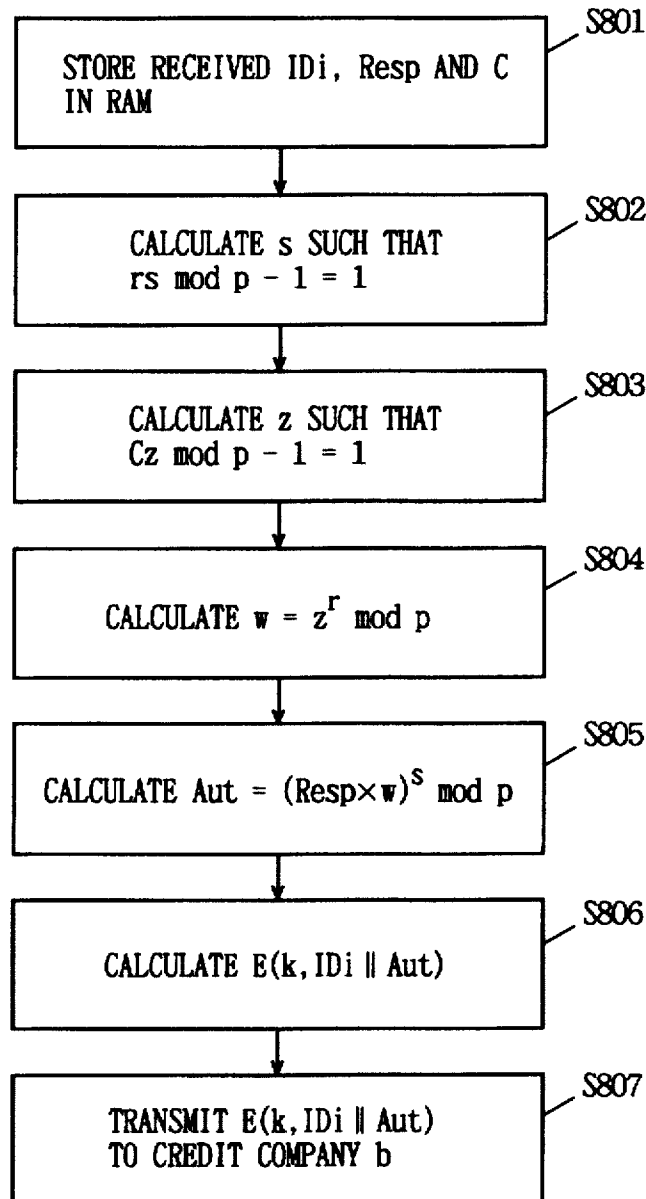 S801
STORE RECEIVED IDi, Resp AND C
IN RAM
S802
CALCULATE s SUCH THAT
rs mod p - 1 = 1
S803
CALCULATE z SUCH THAT
Cz mod p - 1 = 1
S804
CALCULATE w = z^r mod p
S805
CALCULATE Aut = (Resp×w)^s mod p
S806
CALCULATE E(k, IDi ∥ Aut)
S807
TRANSMIT E(k, IDi ∥ Aut)
TO CREDIT COMPANY b